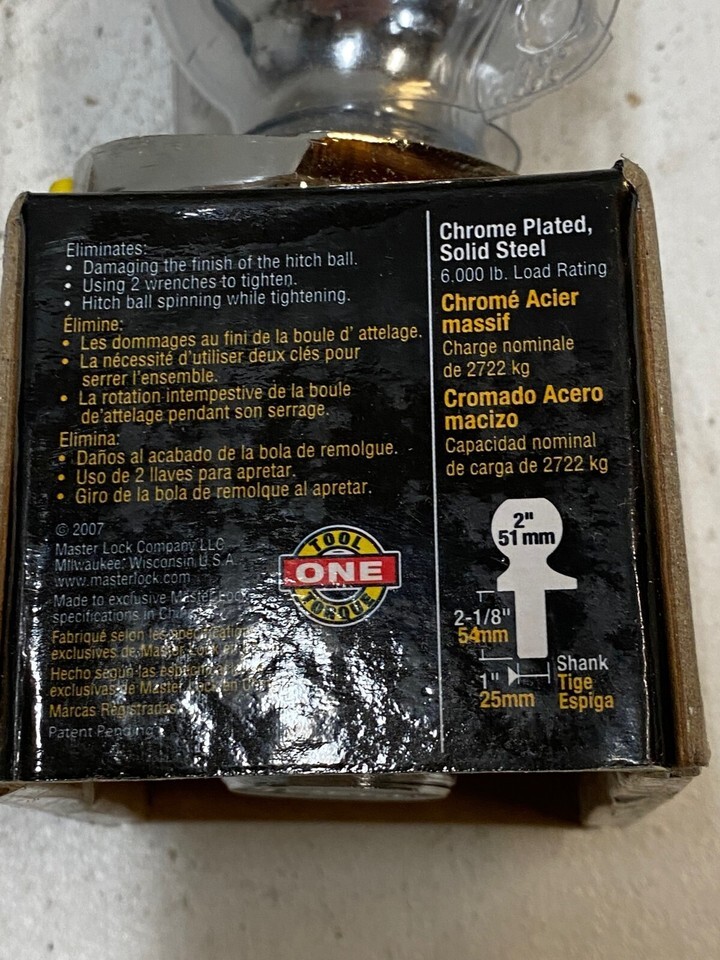 Eliminates:
• Damaging the finish of the hitch ball.
• Using 2 wrenches to tighten.
• Hitch ball spinning while tightening.
Élimine:
• Les dommages au fini de la boule d' attelage.
• La nécessité d'utiliser deux clés pour
serrer l'ensemble.
• La rotation intempestive de la boule
de'attelage pendant son serrage.
Elimina:
• Daños al acabado de la bola de remolgue.
• Uso de 2 llaves para apretar.
• Giro de la bola de remolque al apretar.
© 2007
Master Lock Company LLC
Milwaukee, Wisconsin U.S.A.
www.masterlock.com
Made to exclusive Master Lock
specifications in
Fabriqué selon les
exclusives de Master Lock
Hecho según las
exclusivas de Master Lock en
Marcas Registradas
Patent Pending
TOOL
ONE
TORQUE
Chrome Plated,
Solid Steel
6,000 lb. Load Rating
Chromé Acier
massif
Charge nominale
de 2722 kg
Cromado Acero
macizo
Capacidad nominal
de carga de 2722 kg
2"
51 mm
2-1/8"
54mm
1"
25mm
Shank
Tige
Espiga